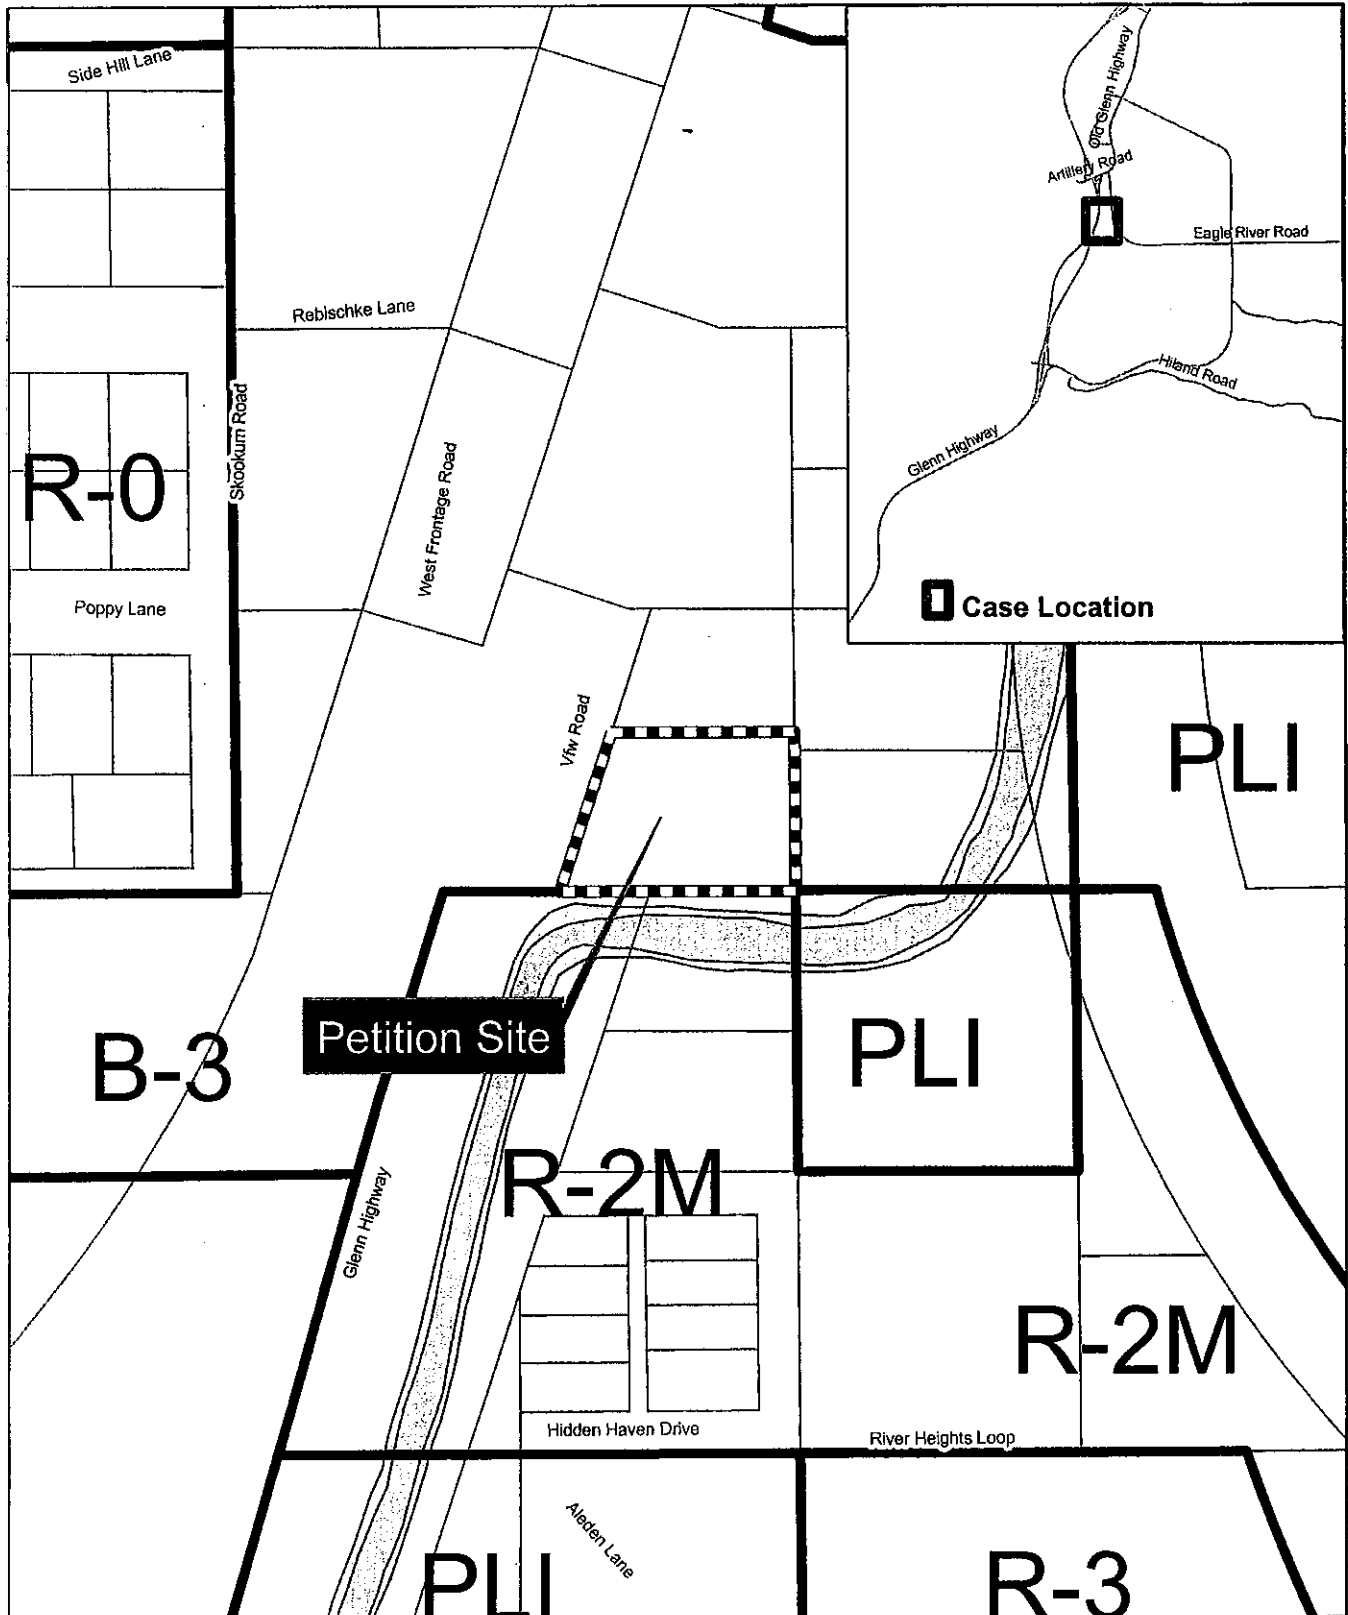 Side Hill Lane
Old Glenn Highway
Artillery Road
Eagle River Road
Rebischke Lane
Hiland Road
Skookum Road
Glenn Highway
R-0
West Frontage Road
Case Location
Poppy Lane
Vfw Road
PLI
Petition Site
B-3
PLI
R-2M
Glenn Highway
R-2M
Hidden Haven Drive
River Heights Loop
Aleden Lane
PLI
R-3